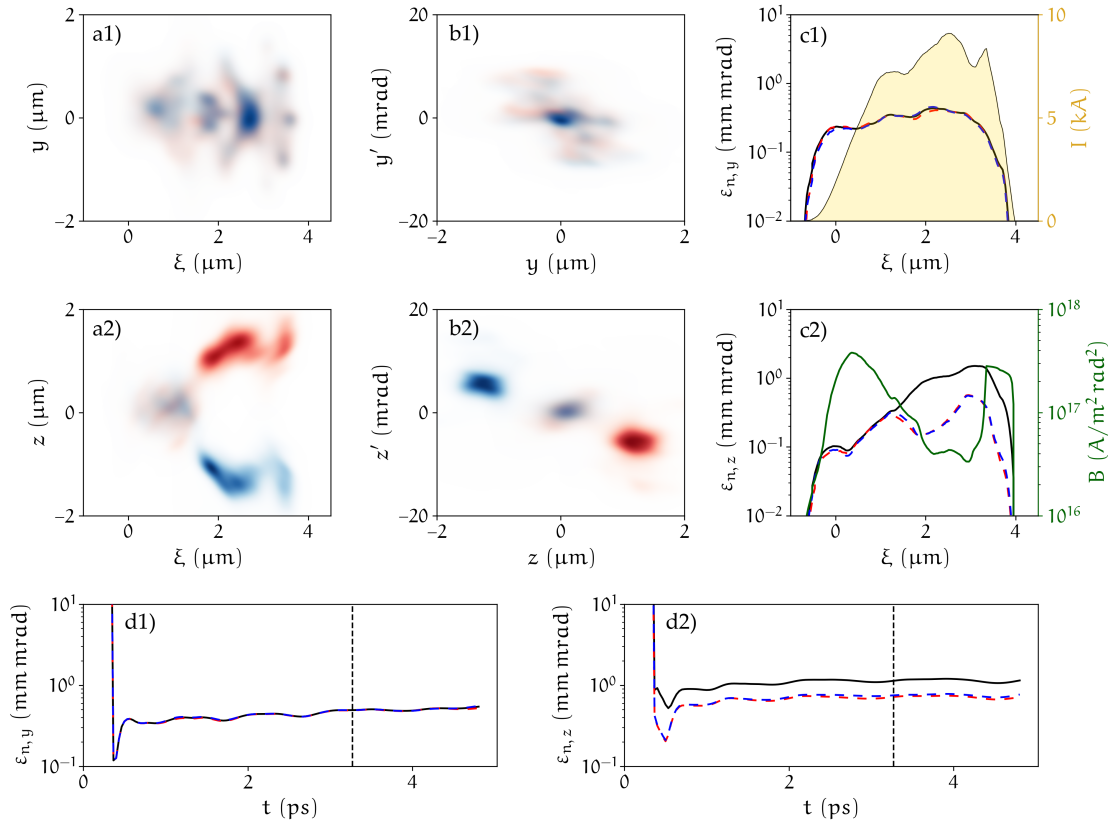 a1)
2
0
−2
y (μm)
0
2
4
ξ (μm)
b1)
20
0
−20
y′ (mrad)
−2
0
2
y (μm)
c1)
10¹
10⁰
10⁻¹
10⁻²
εn,y (mm mrad)
10
5
0
I (kA)
0
2
4
ξ (μm)
a2)
2
0
−2
z (μm)
0
2
4
ξ (μm)
b2)
20
0
−20
z′ (mrad)
−2
0
2
z (μm)
c2)
10¹
10⁰
10⁻¹
10⁻²
εn,z (mm mrad)
10¹⁸
10¹⁷
10¹⁶
B (A/m² rad²)
0
2
4
ξ (μm)
d1)
10¹
10⁰
10⁻¹
εn,y (mm mrad)
0
2
4
t (ps)
d2)
10¹
10⁰
10⁻¹
εn,z (mm mrad)
0
2
4
t (ps)